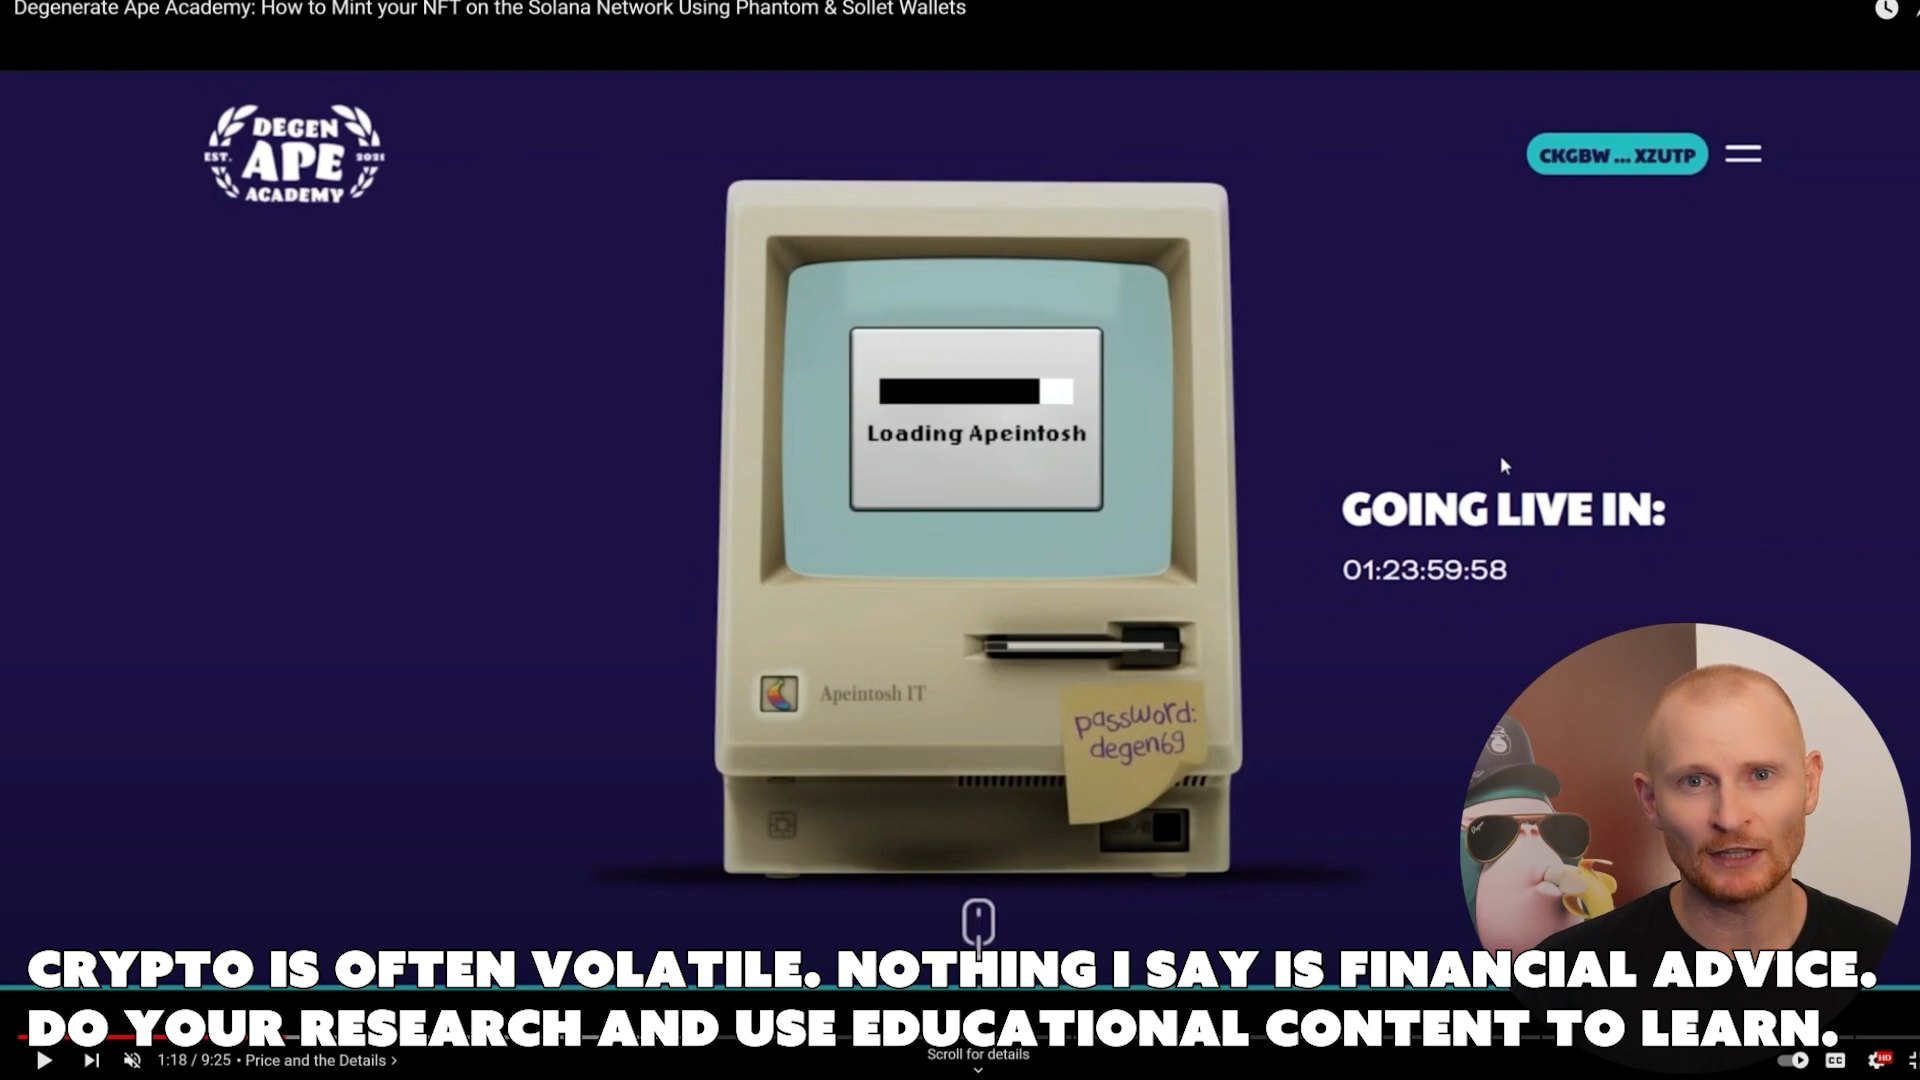 Degenerate Ape Academy: How to Mint your NFT on the Solana Network Using Phantom & Sollet Wallets
DEGEN
EST. APE 2021
ACADEMY
CKGBW ... XZUTP
Loading Apeintosh
GOING LIVE IN:
01:23:59:58
Apeintosh IT
password:
degen69
CRYPTO IS OFTEN VOLATILE. NOTHING I SAY IS FINANCIAL ADVICE.
DO YOUR RESEARCH AND USE EDUCATIONAL CONTENT TO LEARN.
1:18 / 9:25 • Price and the Details ›
Scroll for details
CC
HD